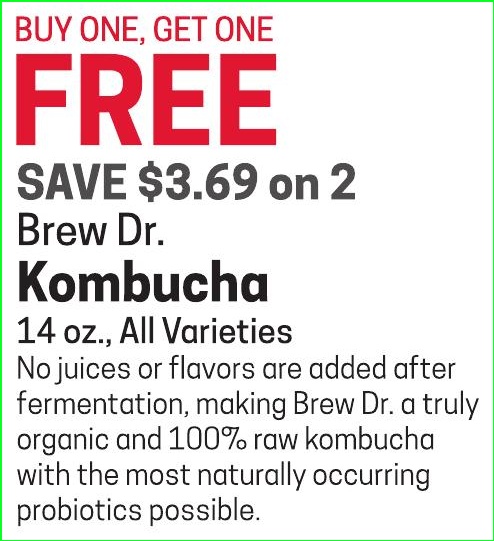 BUY ONE, GET ONE
FREE
SAVE $3.69 on 2
Brew Dr.
Kombucha
14 oz., All Varieties
No juices or flavors are added after
fermentation, making Brew Dr. a truly
organic and 100% raw kombucha
with the most naturally occurring
probiotics possible.